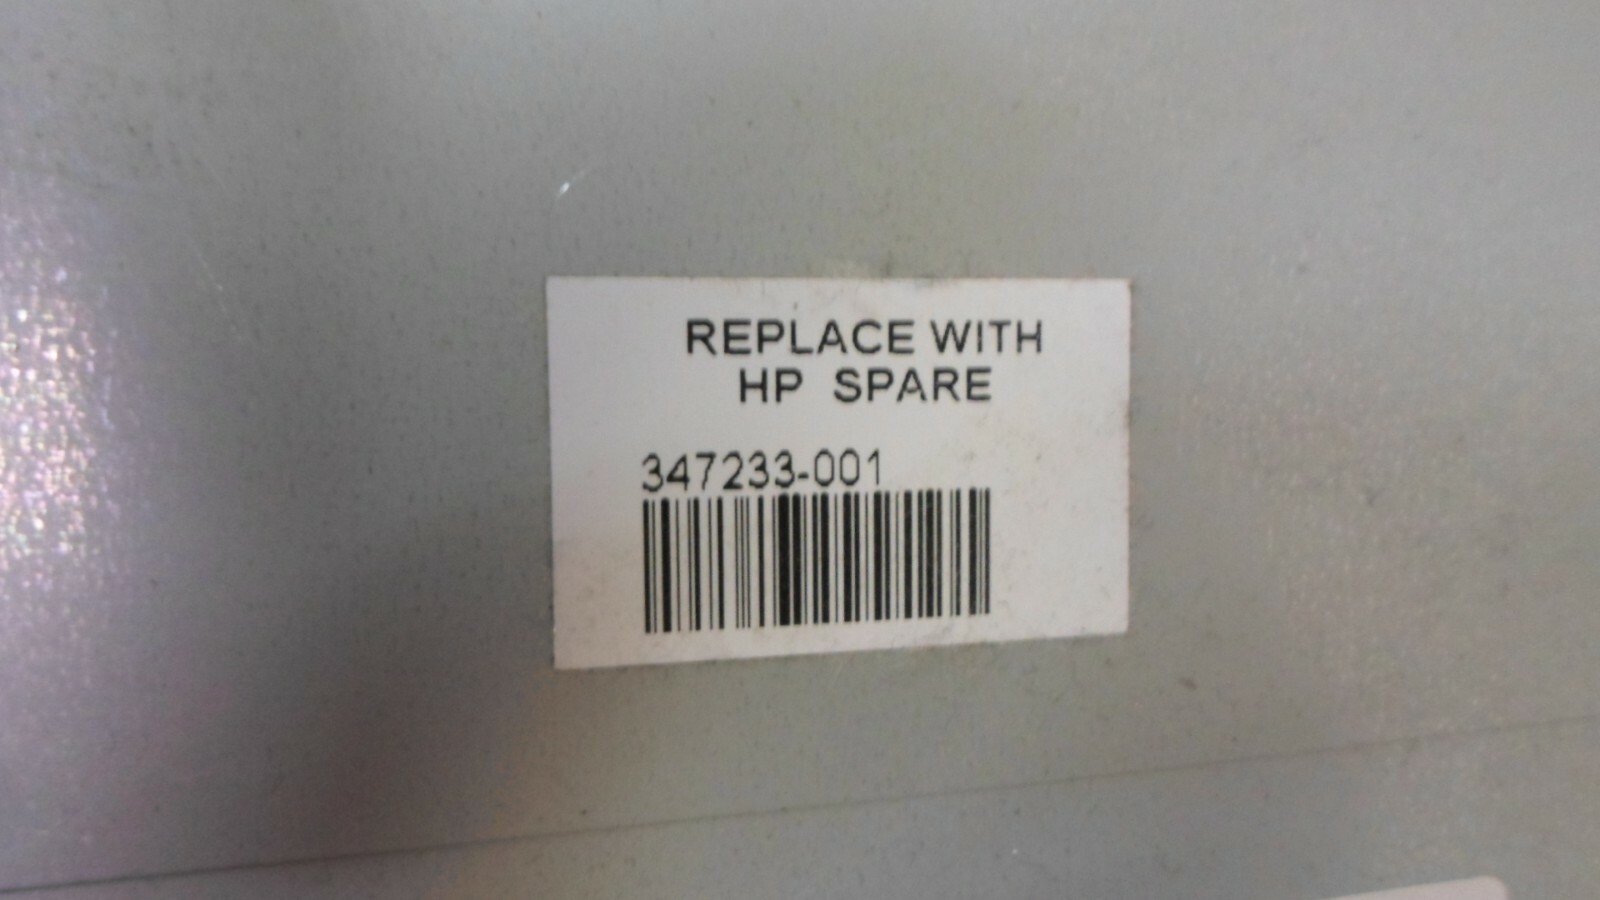 REPLACE WITH
HP SPARE
347233-001